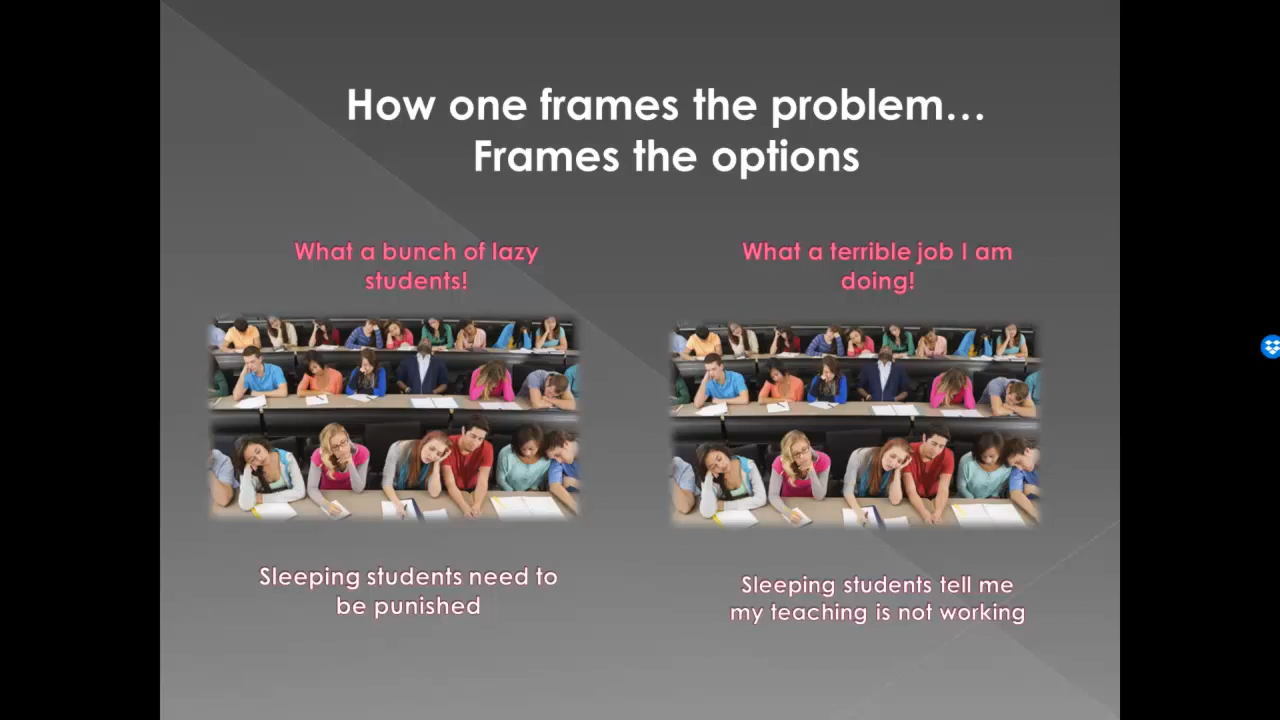 How one frames the problem…
Frames the options
What a bunch of lazy
students!
What a terrible job I am
doing!
Sleeping students need to
be punished
Sleeping students tell me
my teaching is not working